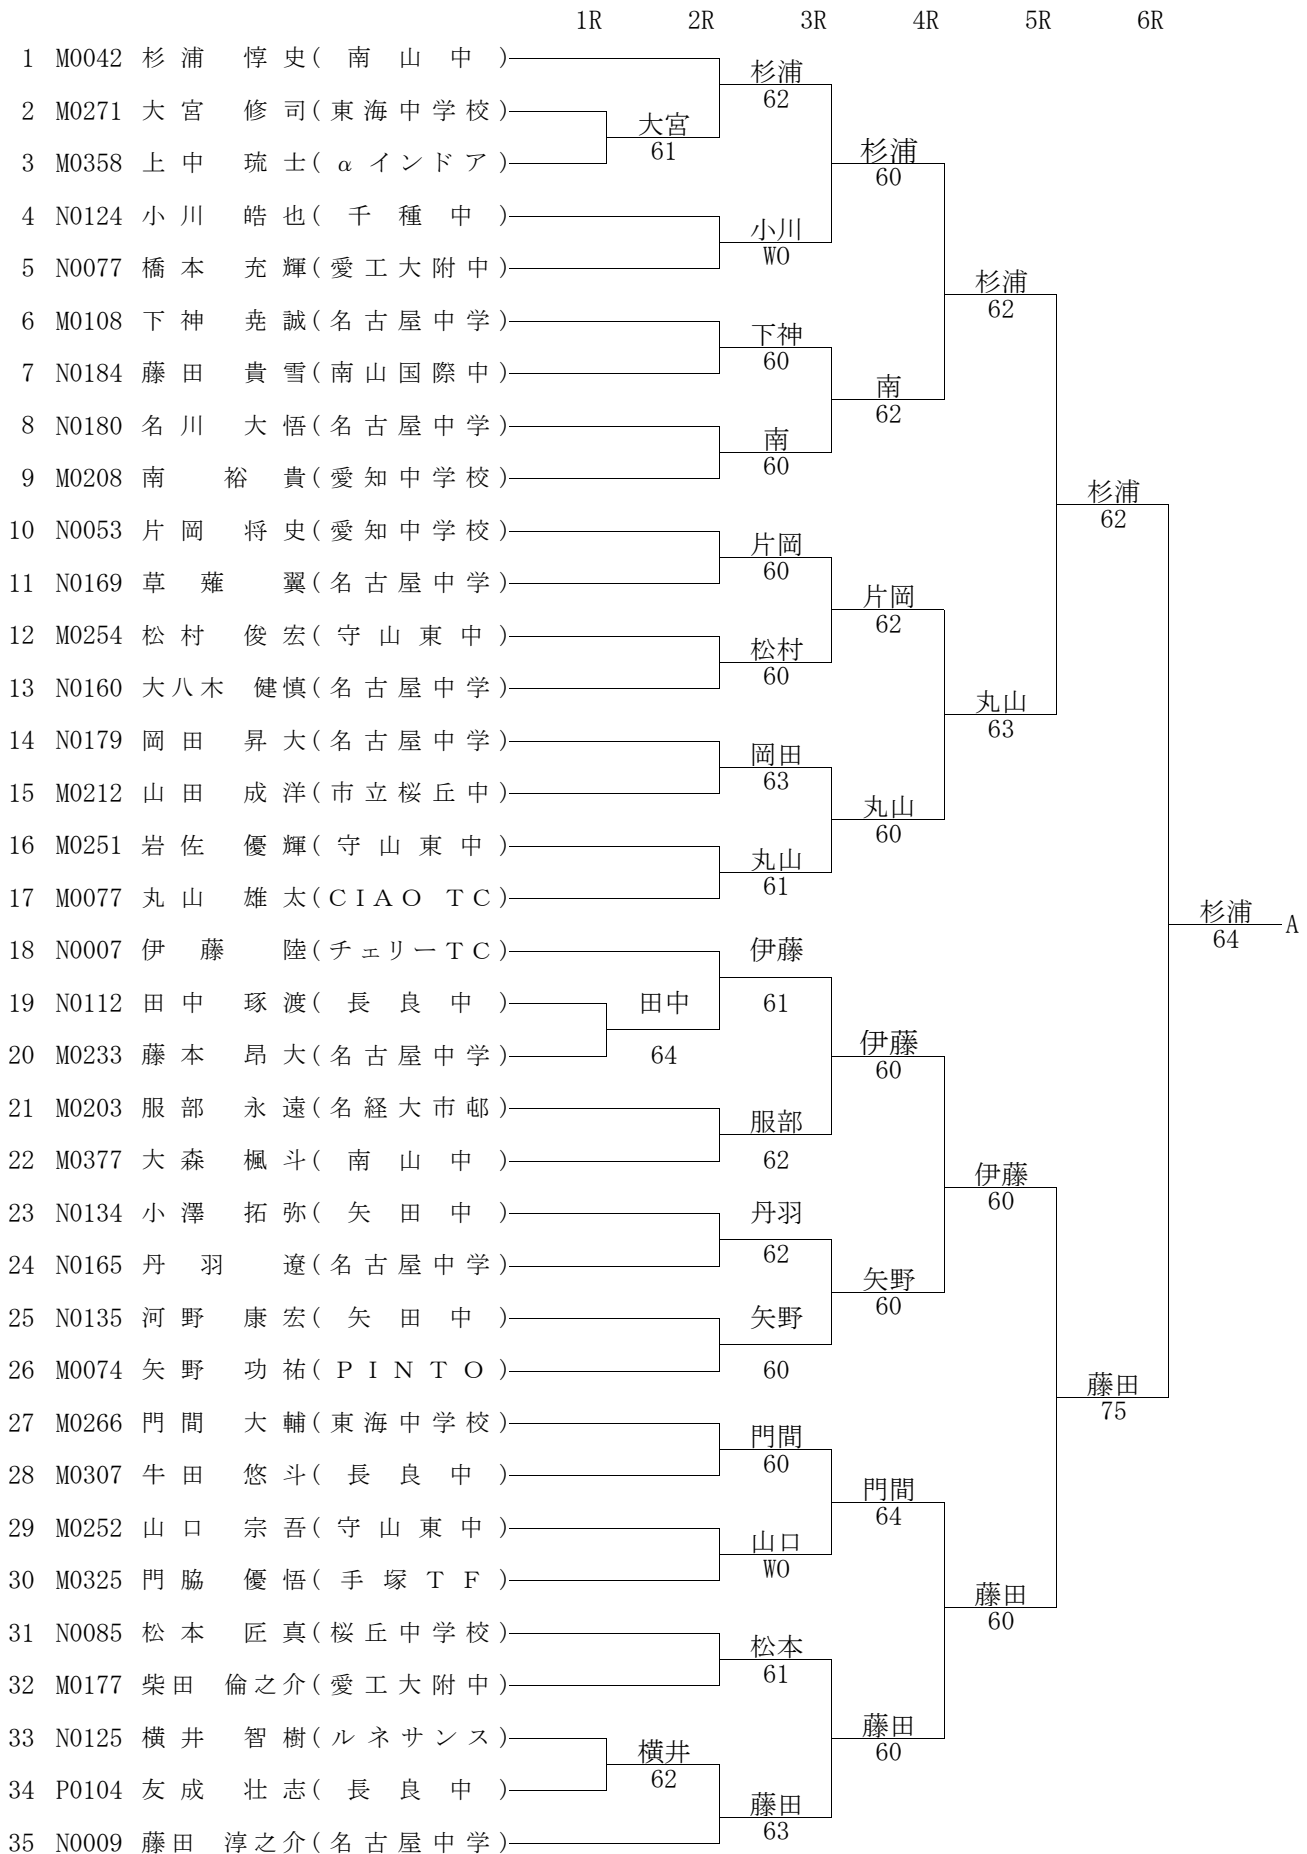 1R 2R 3R 4R 5R 6R
1 M0042 杉浦 惇史(南山中)
杉浦
62
2 M0271 大宮 修司(東海中学校)
大宮
61
3 M0358 上中 琉士(αインドア)
杉浦
60
4 N0124 小川 皓也(千種中)
小川
WO
5 N0077 橋本 充輝(愛工大附中)
杉浦
62
6 M0108 下神 尭誠(名古屋中学)
下神
60
7 N0184 藤田 貴雪(南山国際中)
南
62
8 N0180 名川 大悟(名古屋中学)
南
60
9 M0208 南 裕貴(愛知中学校)
杉浦
62
10 N0053 片岡 将史(愛知中学校)
片岡
60
11 N0169 草薙 翼(名古屋中学)
片岡
62
12 M0254 松村 俊宏(守山東中)
松村
60
13 N0160 大八木 健慎(名古屋中学)
丸山
63
14 N0179 岡田 昇大(名古屋中学)
岡田
63
15 M0212 山田 成洋(市立桜丘中)
丸山
60
16 M0251 岩佐 優輝(守山東中)
丸山
61
17 M0077 丸山 雄太(CIAO TC)
杉浦
64
A
18 N0007 伊藤 陸(チェリーTC)
伊藤
61
19 N0112 田中 琢渡(長良中)
田中
64
20 M0233 藤本 昂大(名古屋中学)
伊藤
60
21 M0203 服部 永遠(名経大市邨)
服部
62
22 M0377 大森 楓斗(南山中)
伊藤
60
23 N0134 小澤 拓弥(矢田中)
丹羽
62
24 N0165 丹羽 遼(名古屋中学)
矢野
60
25 N0135 河野 康宏(矢田中)
矢野
60
26 M0074 矢野 功祐(PINTO)
藤田
75
27 M0266 門間 大輔(東海中学校)
門間
60
28 M0307 牛田 悠斗(長良中)
門間
64
29 M0252 山口 宗吾(守山東中)
山口
WO
30 M0325 門脇 優悟(手塚TF)
藤田
60
31 N0085 松本 匠真(桜丘中学校)
松本
61
32 M0177 柴田 倫之介(愛工大附中)
藤田
60
33 N0125 横井 智樹(ルネサンス)
横井
62
34 P0104 友成 壮志(長良中)
藤田
63
35 N0009 藤田 淳之介(名古屋中学)